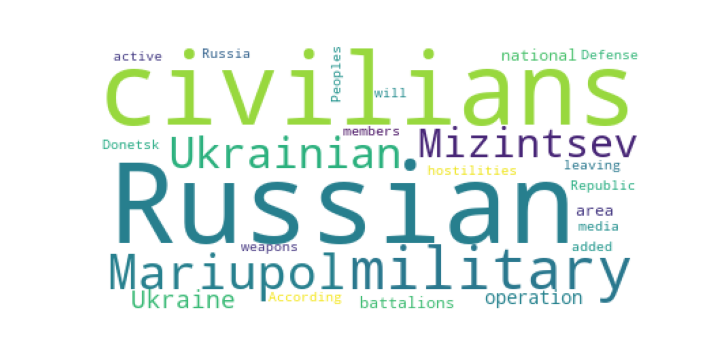 active Russia Peoples national Defense
civilians
will
members
Donetsk Ukrainian Mizintsev
hostilities leaving
Russian Republic
area
media
weapons added
Mariupol military
Ukraine According battalions operation